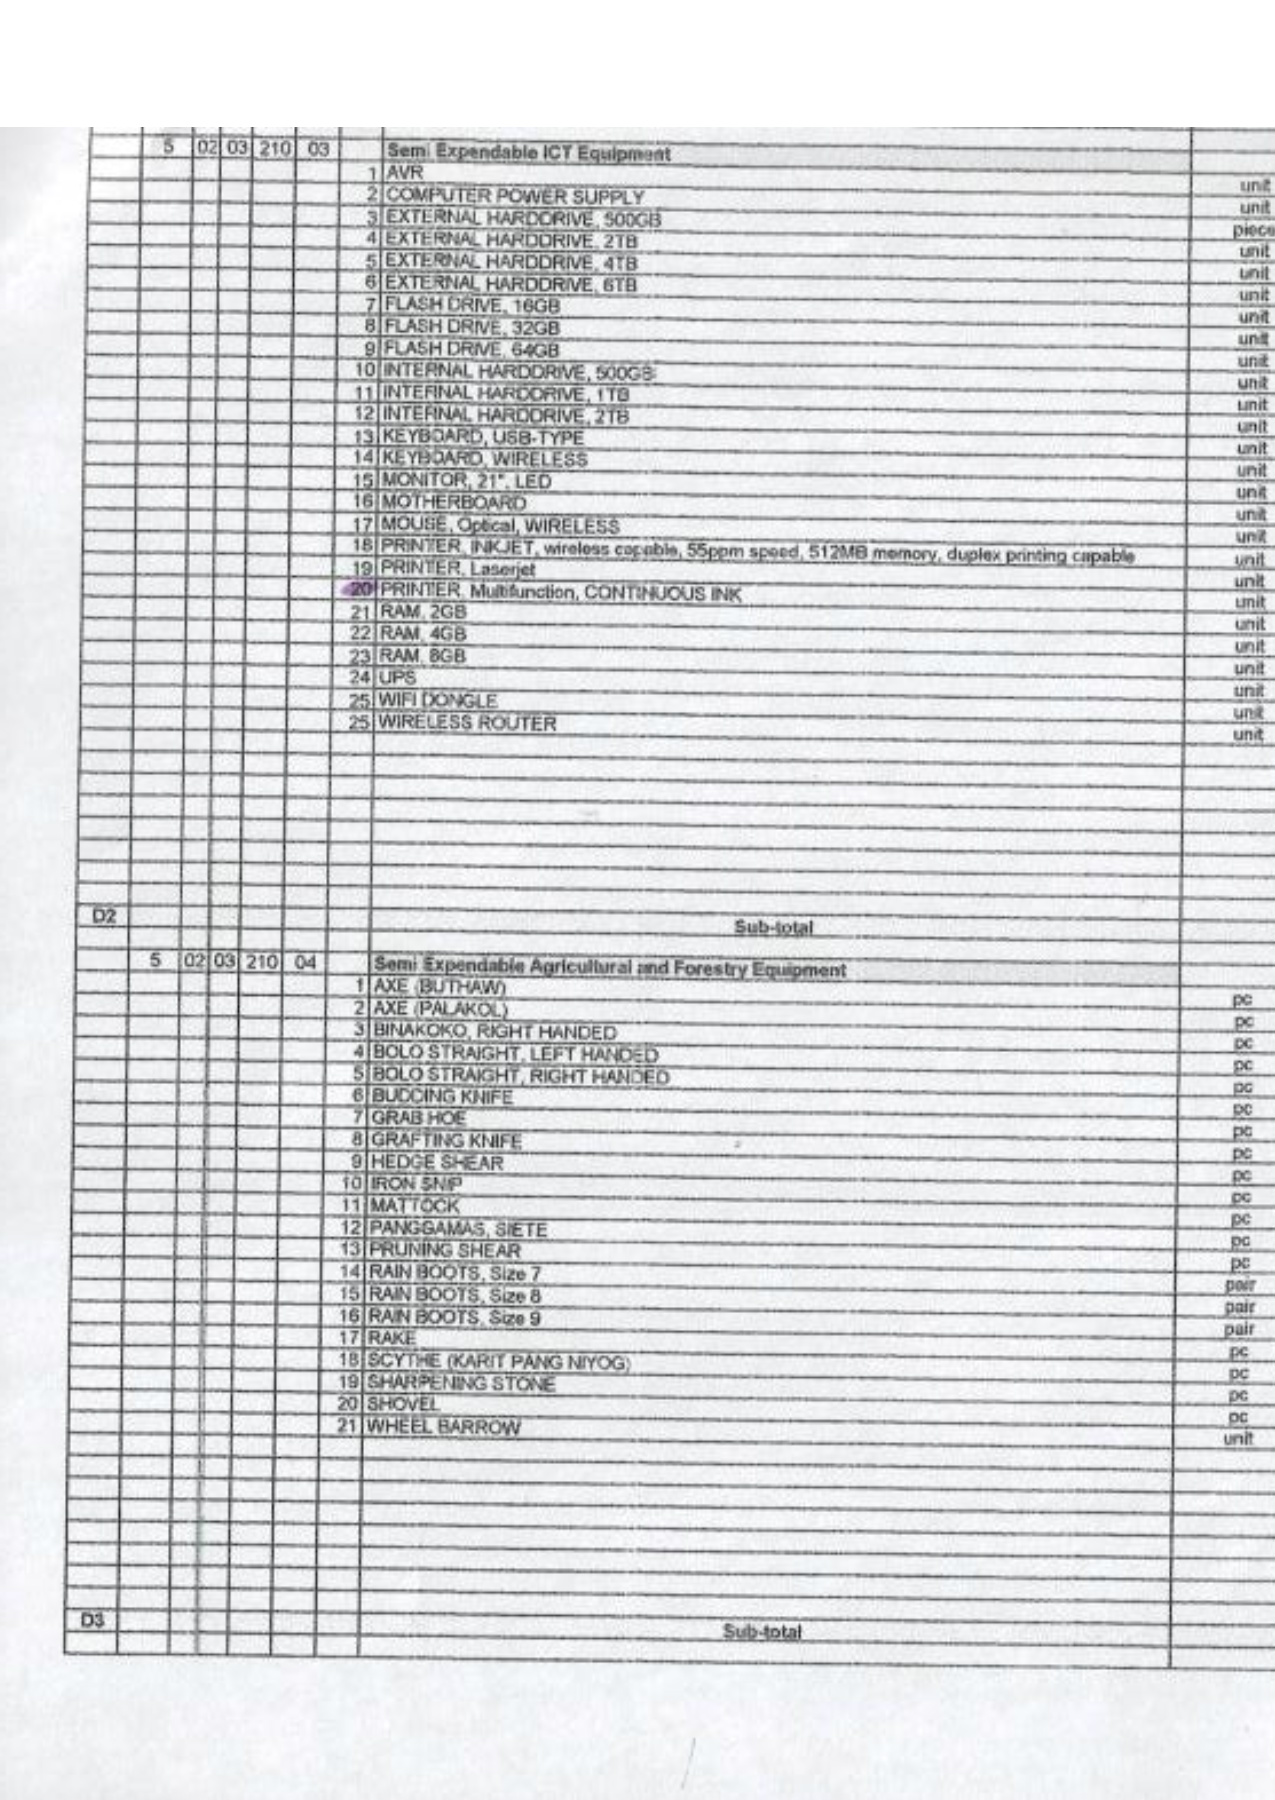 5 02 03 210 03 Semi Expendable ICT Equipment
1 AVR unit
2 COMPUTER POWER SUPPLY unit
3 EXTERNAL HARDDRIVE, 500GB piece
4 EXTERNAL HARDDRIVE, 2TB unit
5 EXTERNAL HARDDRIVE, 4TB unit
6 EXTERNAL HARDDRIVE, 6TB unit
7 FLASH DRIVE, 16GB unit
8 FLASH DRIVE, 32GB unit
9 FLASH DRIVE, 64GB unit
10 INTERNAL HARDDRIVE, 500GB unit
11 INTERNAL HARDDRIVE, 1TB unit
12 INTERNAL HARDDRIVE, 2TB unit
13 KEYBOARD, USB-TYPE unit
14 KEYBOARD, WIRELESS unit
15 MONITOR, 21", LED unit
16 MOTHERBOARD unit
17 MOUSE, Optical, WIRELESS unit
18 PRINTER, INKJET, wireless capable, 55ppm speed, 512MB memory, duplex printing capable unit
19 PRINTER, Laserjet unit
20 PRINTER, Multifunction, CONTINUOUS INK unit
21 RAM, 2GB unit
22 RAM, 4GB unit
23 RAM, 8GB unit
24 UPS unit
25 WIFI DONGLE unit
25 WIRELESS ROUTER unit
D2 Sub-total
5 02 03 210 04 Semi Expendable Agricultural and Forestry Equipment
1 AXE (BUTHAW) pc
2 AXE (PALAKOL) pc
3 BINAKOKO, RIGHT HANDED pc
4 BOLO STRAIGHT, LEFT HANDED pc
5 BOLO STRAIGHT, RIGHT HANDED pc
6 BUDDING KNIFE pc
7 GRAB HOE pc
8 GRAFTING KNIFE pc
9 HEDGE SHEAR pc
10 IRON SNIP pc
11 MATTOCK pc
12 PANGGAMAS, SIETE pc
13 PRUNING SHEAR pc
14 RAIN BOOTS, Size 7 pair
15 RAIN BOOTS, Size 8 pair
16 RAIN BOOTS, Size 9 pair
17 RAKE pc
18 SCYTHE (KARIT PANG NIYOG) pc
19 SHARPENING STONE pc
20 SHOVEL pc
21 WHEEL BARROW unit
D3 Sub-total